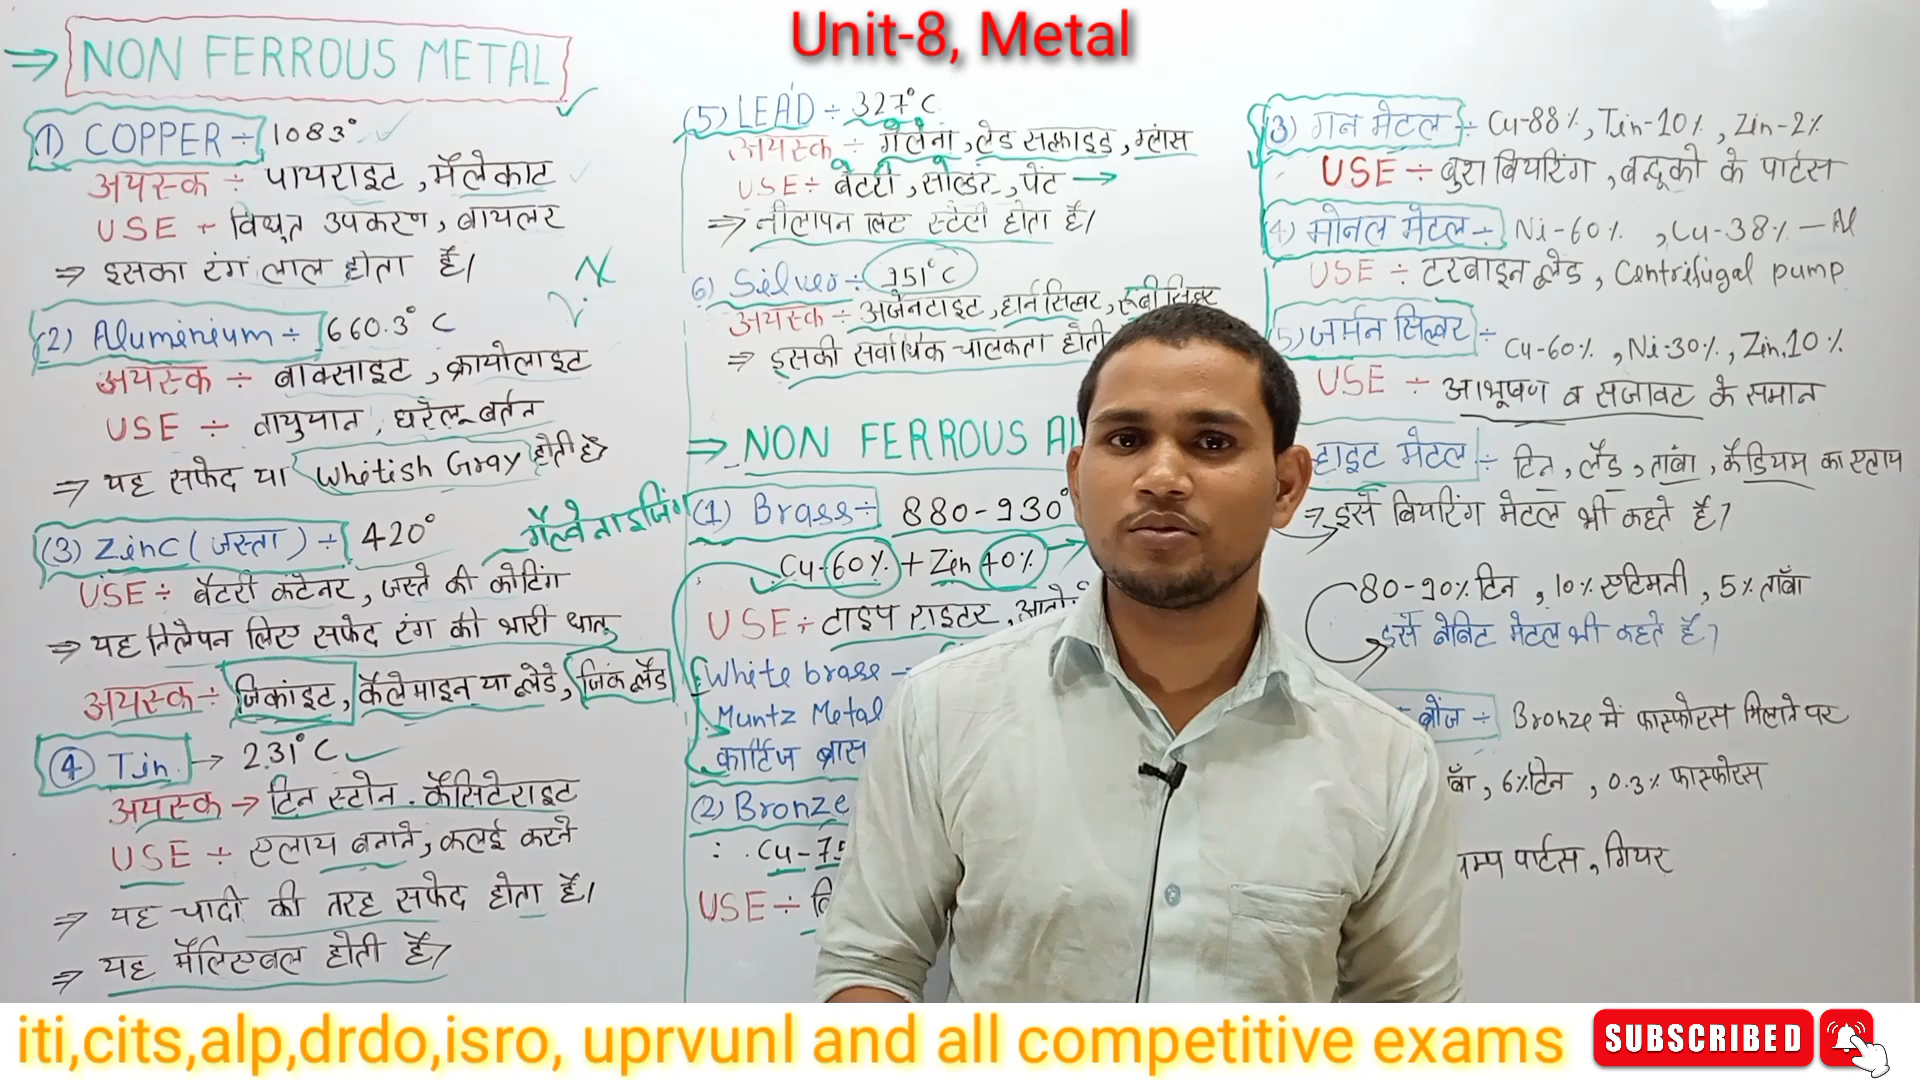 Unit-8, Metal
⇒ NON FERROUS METAL
1) COPPER ÷ 1083°
अयस्क ÷ पायराइट, मैलेकाट
USE ÷ विधुत उपकरण, बायलर
⇒ इसका रंग लाल होता है।
(2) Aluminium ÷ 660.3° C
अयस्क ÷ बाक्साइट, क्रायोलाइट
USE ÷ वायुयान, घरेलू बर्तन
⇒ यह सफेद या Whitish Gray होती है
(3) Zinc (जस्ता) ÷ 420°
गैल्वेनाइजिंग
USE ÷ बैटरी कंटेनर, जस्ते की कोटिंग
⇒ यह निलेपन लिए सफेद रंग की भारी धातु
अयस्क ÷ जिंकाइट, कैलेमाइन या ब्लेडे, जिंक ब्लैंड
④ Tin → 231° C
अयस्क → टिन स्टोन. कैसिटेराइट
USE ÷ एलाय बनाने, कलई करने
⇒ यह चादी की तरह सफेद होता है।
⇒ यह मैलिएबल होती है,
(5) LEAD ÷ 327° C
अयस्क ÷ गैलेना, लेड सल्फाइड, ग्लांस
USE ÷ बैटरी, सोल्डर, पेंट →
⇒ नीलापन लिए स्टेली होता है।
6) Silver ÷ 951° C
अयस्क ÷ अर्जेनटाइट, हार्न सिल्वर, रूबी सिल्वर
⇒ इसकी सर्वाधिक चालकता होती
⇒ NON FERROUS Al
(1) Brass ÷ 880-930°
Cu-60% + Zin 40% →
USE ÷ टाइप राइटर,
White brass -
Muntz Metal
कार्टिज ब्रास
(2) Bronze
Cu-75
USE ÷
(3) गन मेटल ÷ Cu-88%, Tin-10%, Zin-2%
USE ÷ बुश बियरिंग, बन्दूको के पार्टस
4) मोनल मेटल ÷ Ni-60%, Cu-38% - Al
USE ÷ टरबाइन ब्लेड, Centrifugal pump
5) जर्मन सिल्वर ÷ Cu-60%, Ni-30%, Zin.10%
USE ÷ आभूषण व सजावट के समान
हाइट मेटल ÷ टिन, लैड, तांबा, कैडियम का एलाय
⇒ इसे बियरिंग मेटल भी कहते है,
80-90% टिन, 10% एंटिमनी, 5% ताँबा
इसे बेबिट मेटल भी कहते है,
ब्रोंज ÷ Bronze में फास्फोरस मिलाने पर
ँबा, 6% टिन, 0.3% फास्फोरस
म्प पार्टस, गियर
iti,cits,alp,drdo,isro, uprvunl and all competitive exams
SUBSCRIBED